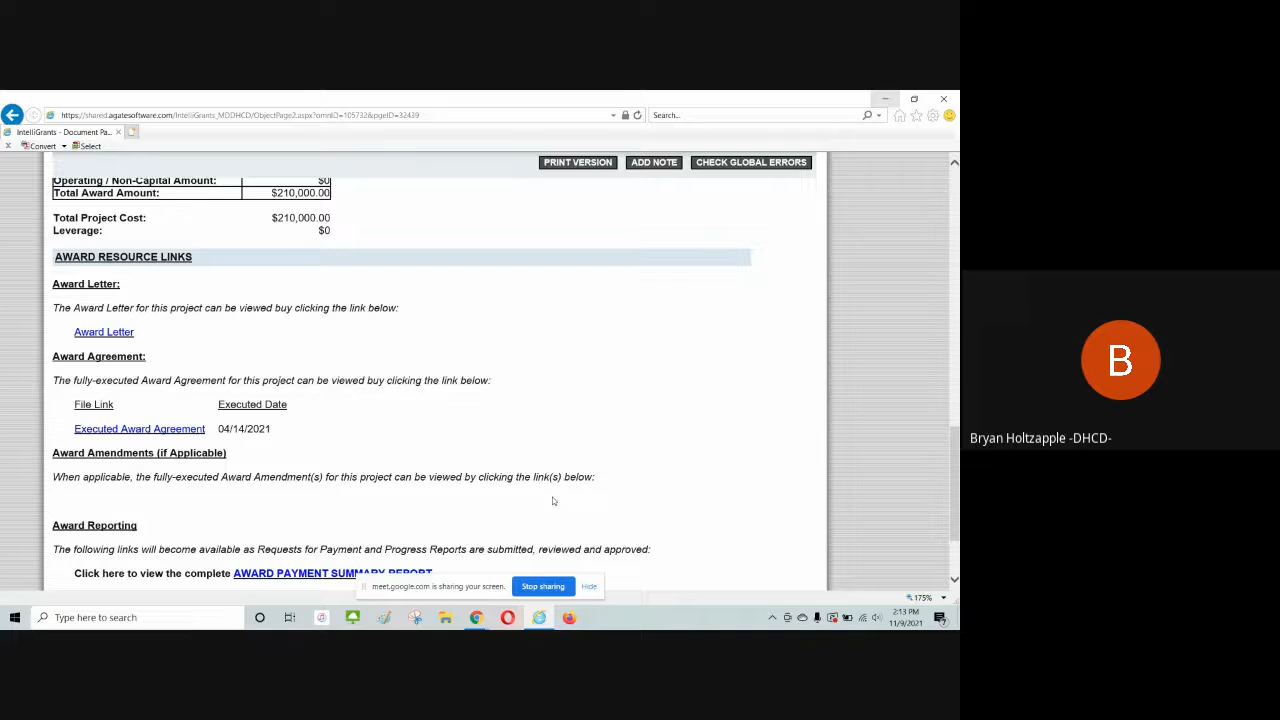 https://shared.agatesoftware.com/IntelliGrants_MDDHCD/ObjectPage2.aspx?omnID=105732&pgeID=32439
Search...
IntelliGrants - Document Pa...
Convert
Select
PRINT VERSION
ADD NOTE
CHECK GLOBAL ERRORS
Operating / Non-Capital Amount: $0
Total Award Amount: $210,000.00
Total Project Cost: $210,000.00
Leverage: $0
AWARD RESOURCE LINKS
Award Letter:
The Award Letter for this project can be viewed buy clicking the link below:
Award Letter
Award Agreement:
The fully-executed Award Agreement for this project can be viewed buy clicking the link below:
File Link Executed Date
Executed Award Agreement 04/14/2021
Award Amendments (if Applicable)
When applicable, the fully-executed Award Amendment(s) for this project can be viewed by clicking the link(s) below:
Award Reporting
The following links will become available as Requests for Payment and Progress Reports are submitted, reviewed and approved:
Click here to view the complete AWARD PAYMENT SUMMARY REPORT
meet.google.com is sharing your screen.
Stop sharing
Hide
175%
Type here to search
2:13 PM
11/9/2021
7
B
Bryan Holtzapple -DHCD-